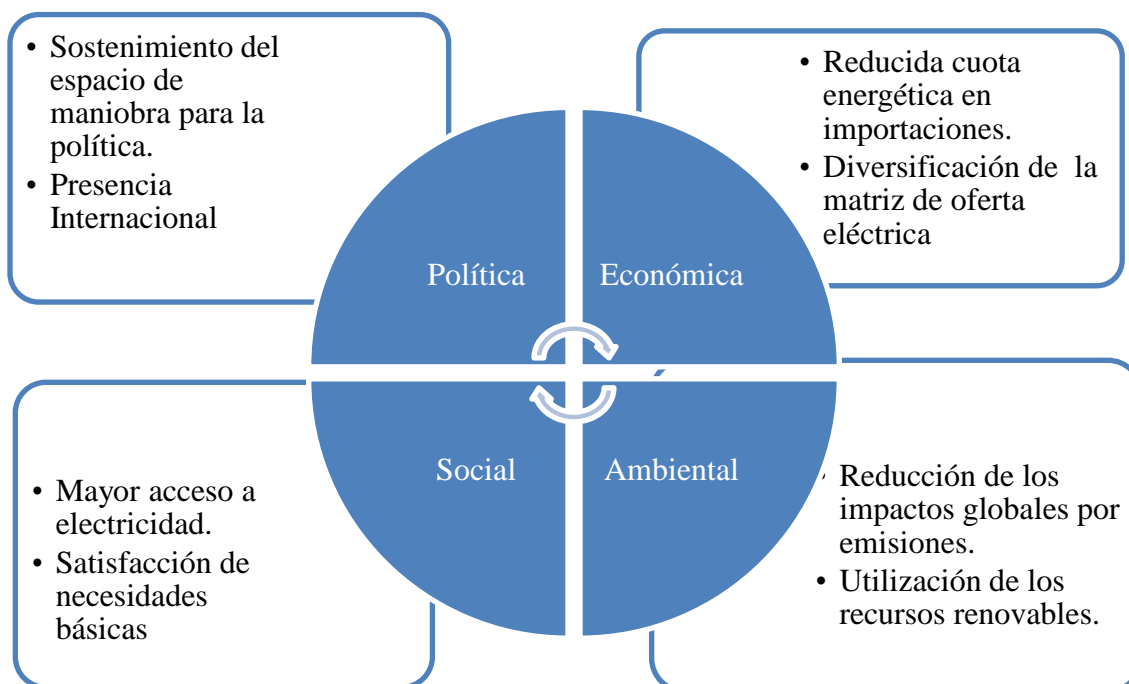 • Sostenimiento del
espacio de
maniobra para la
política.
• Presencia
Internacional
• Reducida cuota
energética en
importaciones.
• Diversificación de la
matriz de oferta
eléctrica
Política
Económica
Social
Ambiental
• Mayor acceso a
electricidad.
• Satisfacción de
necesidades
básicas
• Reducción de los
impactos globales por
emisiones.
• Utilización de los
recursos renovables.